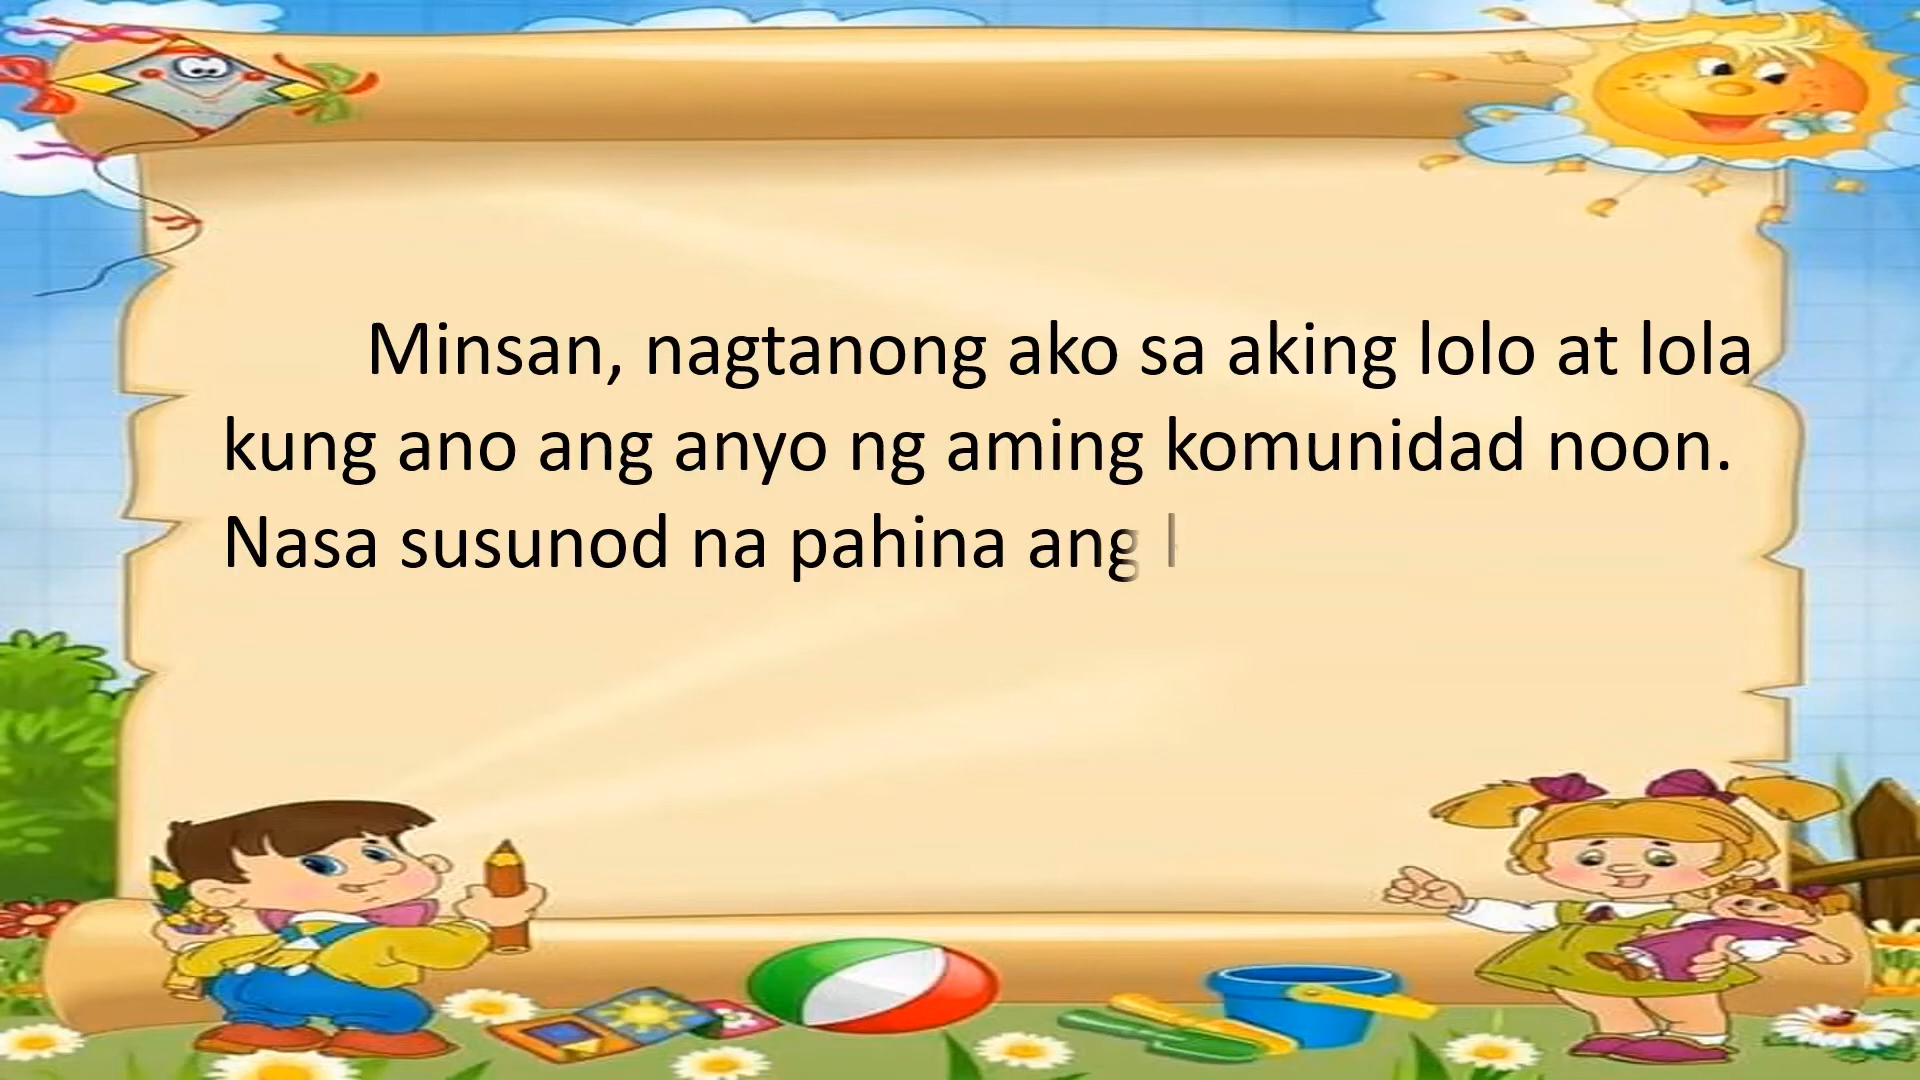 Minsan, nagtanong ako sa aking lolo at lola
kung ano ang anyo ng aming komunidad noon.
Nasa susunod na pahina ang